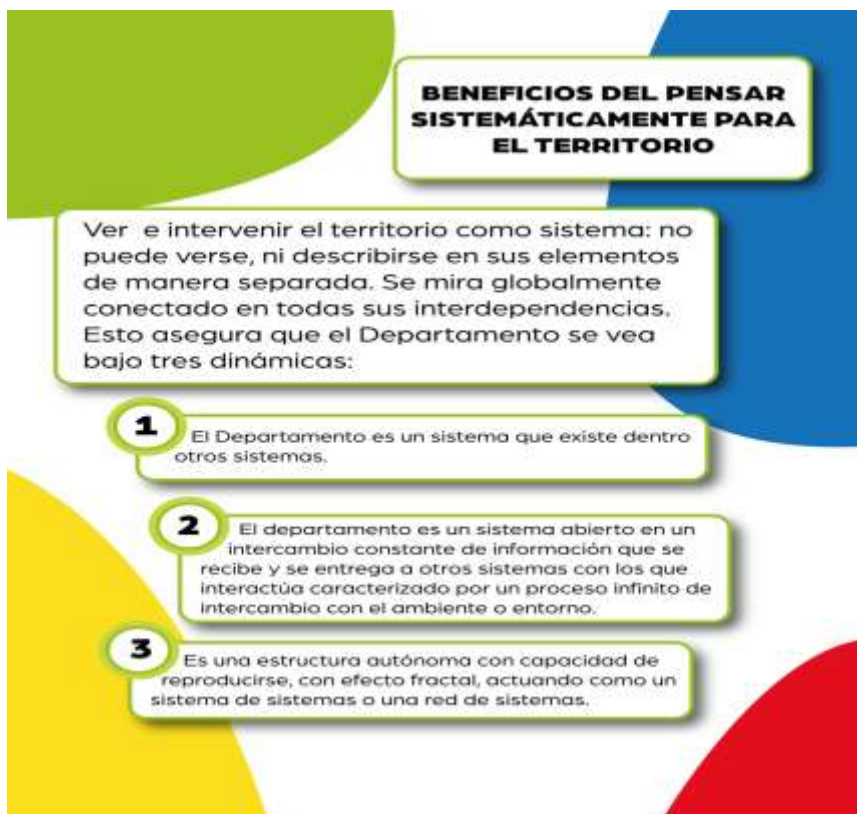 BENEFICIOS DEL PENSAR
SISTEMÁTICAMENTE PARA
EL TERRITORIO
Ver e intervenir el territorio como sistema: no
puede verse, ni describirse en sus elementos
de manera separada. Se mira globalmente
conectado en todas sus interdependencias.
Esto asegura que el Departamento se vea
bajo tres dinámicas:
1
El Departamento es un sistema que existe dentro
otros sistemas.
2
El departamento es un sistema abierto en un
intercambio constante de información que se
recibe y se entrega a otros sistemas con los que
interactúa caracterizado por un proceso infinito de
intercambio con el ambiente o entorno.
3
Es una estructura autónoma con capacidad de
reproducirse, con efecto fractal, actuando como un
sistema de sistemas o una red de sistemas.